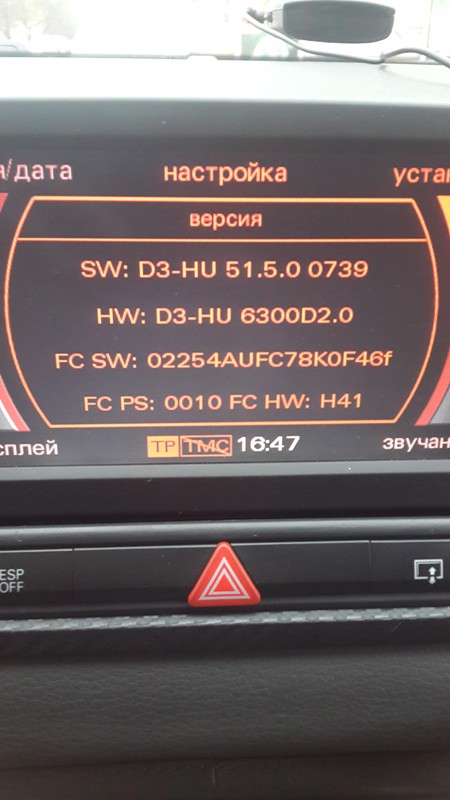 я/дата настройка устан
версия
SW: D3-HU 51.5.0 0739
HW: D3-HU 6300D2.0
FC SW: 02254AUFC78K0F46f
FC PS: 0010 FC HW: H41
сплей TP TMC 16:47 звучан
ESP
OFF